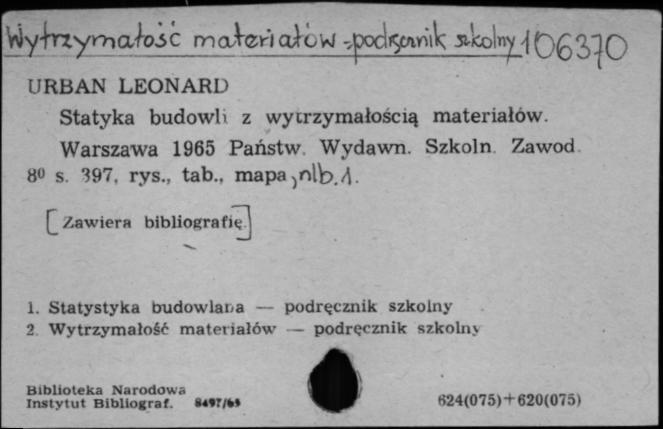 Wytrzymałość materiałów - podręcznik szkolny 106370
URBAN LEONARD
Statyka budowli z wytrzymałością materiałów.
Warszawa 1965 Państw. Wydawn. Szkoln. Zawod.
8⁰ s. 397, rys., tab., mapa, nlb. 1.
[Zawiera bibliografię.]
1. Statystyka budowlana — podręcznik szkolny
2. Wytrzymałość materiałów — podręcznik szkolny
Biblioteka Narodowa
Instytut Bibliograf. 8497/65 624(075)+620(075)